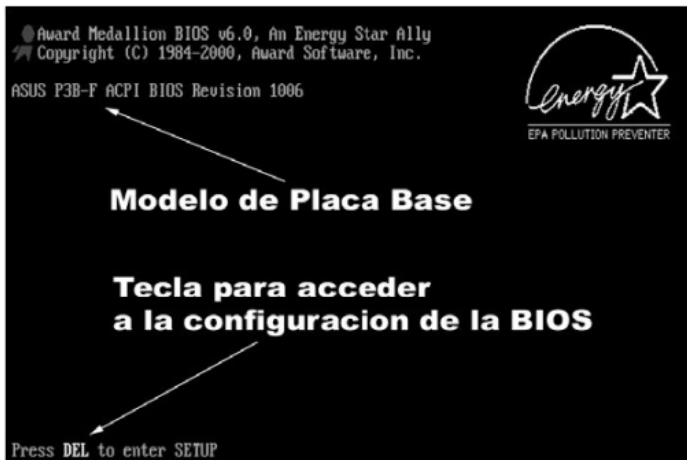 Award Medallion BIOS v6.0, An Energy Star Ally
Copyright (C) 1984-2000, Award Software, Inc.
ASUS P3B-F ACPI BIOS Revision 1006
energy
EPA POLLUTION PREVENTER
Modelo de Placa Base
Tecla para acceder
a la configuracion de la BIOS
Press DEL to enter SETUP